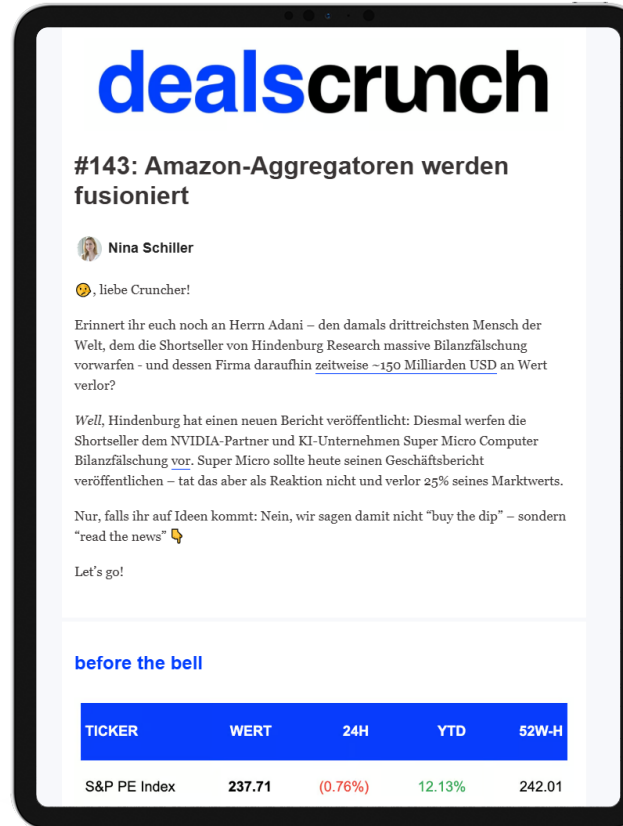 dealscrunch
#143: Amazon-Aggregatoren werden
fusioniert
Nina Schiller
🤔, liebe Cruncher!
Erinnert ihr euch noch an Herrn Adani – den damals drittreichsten Mensch der
Welt, dem die Shortseller von Hindenburg Research massive Bilanzfälschung
vorwarfen - und dessen Firma daraufhin zeitweise ~150 Milliarden USD an Wert
verlor?
Well, Hindenburg hat einen neuen Bericht veröffentlicht: Diesmal werfen die
Shortseller dem NVIDIA-Partner und KI-Unternehmen Super Micro Computer
Bilanzfälschung vor. Super Micro sollte heute seinen Geschäftsbericht
veröffentlichen – tat das aber als Reaktion nicht und verlor 25% seines Marktwerts.
Nur, falls ihr auf Ideen kommt: Nein, wir sagen damit nicht “buy the dip” – sondern
“read the news” 👇
Let’s go!
before the bell
TICKER WERT 24H YTD 52W-H
S&P PE Index 237.71 (0.76%) 12.13% 242.01